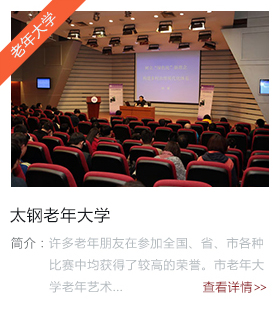 老年大学
太钢老年大学
简介：许多老年朋友在参加全国、省、市各种
比赛中均获得了较高的荣誉。市老年大
学老年艺术...
查看详情>>